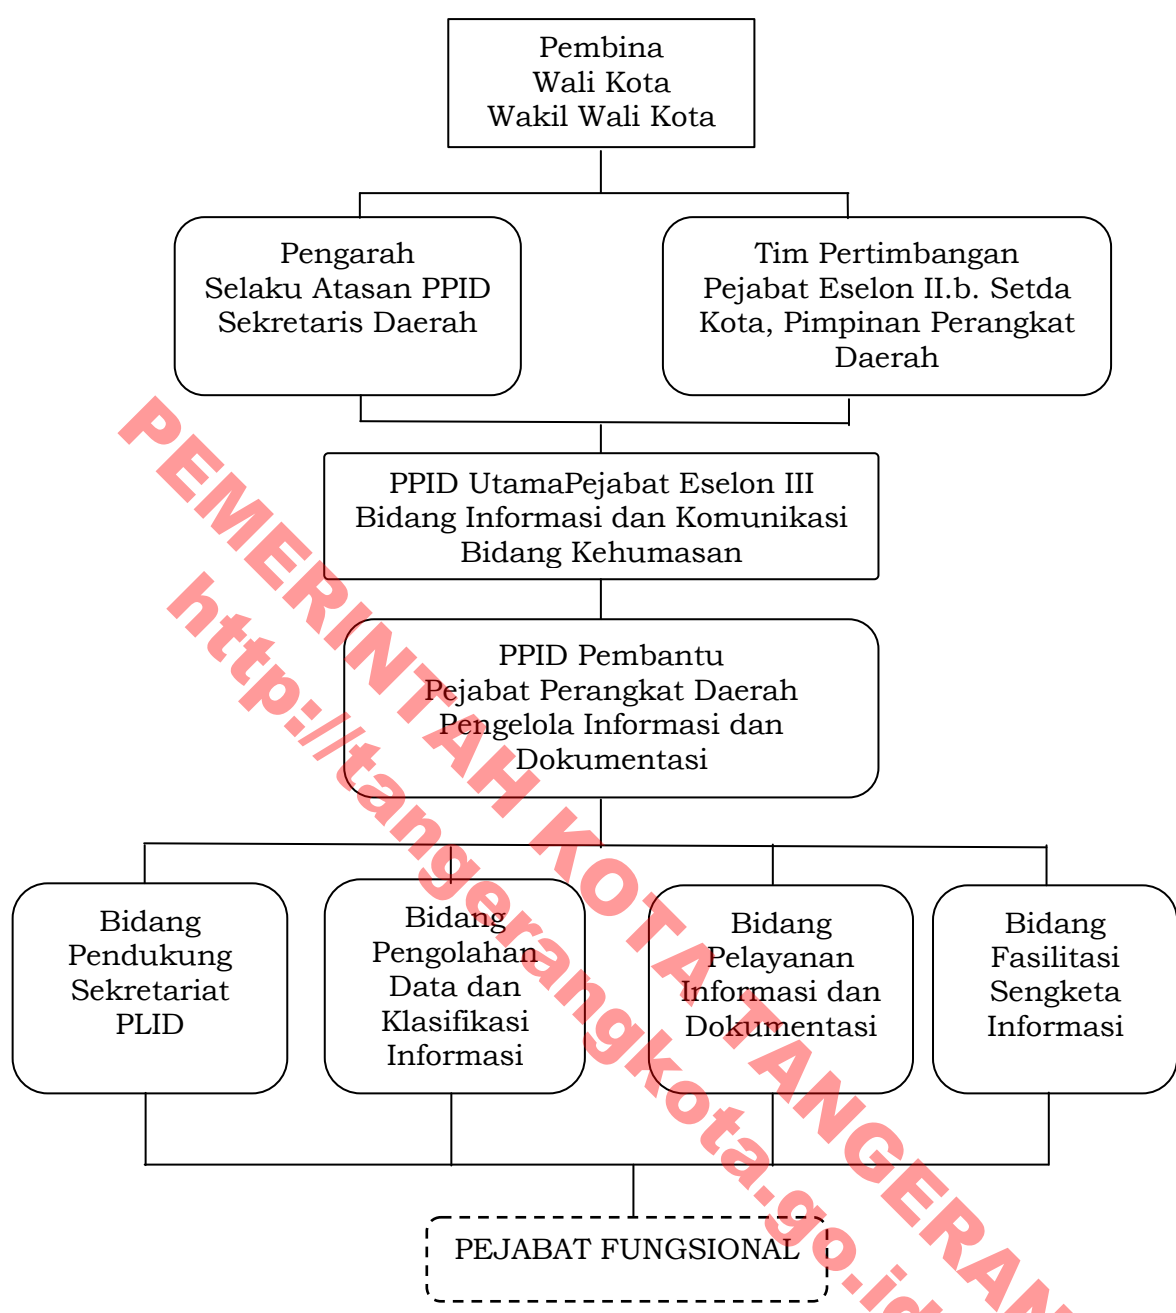 Pembina
Wali Kota
Wakil Wali Kota
Pengarah
Selaku Atasan PPID
Sekretaris Daerah
Tim Pertimbangan
Pejabat Eselon II.b. Setda
Kota, Pimpinan Perangkat
Daerah
PPID UtamaPejabat Eselon III
Bidang Informasi dan Komunikasi
Bidang Kehumasan
PPID Pembantu
Pejabat Perangkat Daerah
Pengelola Informasi dan
Dokumentasi
Bidang
Pendukung
Sekretariat
PLID
Bidang
Pengolahan
Data dan
Klasifikasi
Informasi
Bidang
Pelayanan
Informasi dan
Dokumentasi
Bidang
Fasilitasi
Sengketa
Informasi
PEJABAT FUNGSIONAL
PEMERINTAH KOTA TANGERAN
http://tangerangkota.go.id